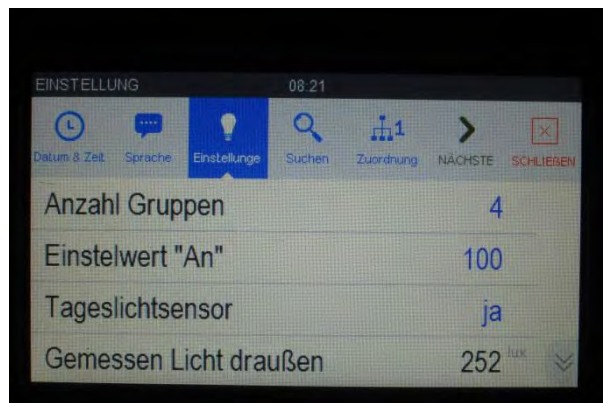 EINSTELLUNG 08:21
Datum & Zeit Sprache Einstellunge Suchen 1 Zuordnung NÄCHSTE SCHLIEßEN
Anzahl Gruppen 4
Einstelwert "An" 100
Tageslichtsensor ja
Gemessen Licht draußen 252 lux